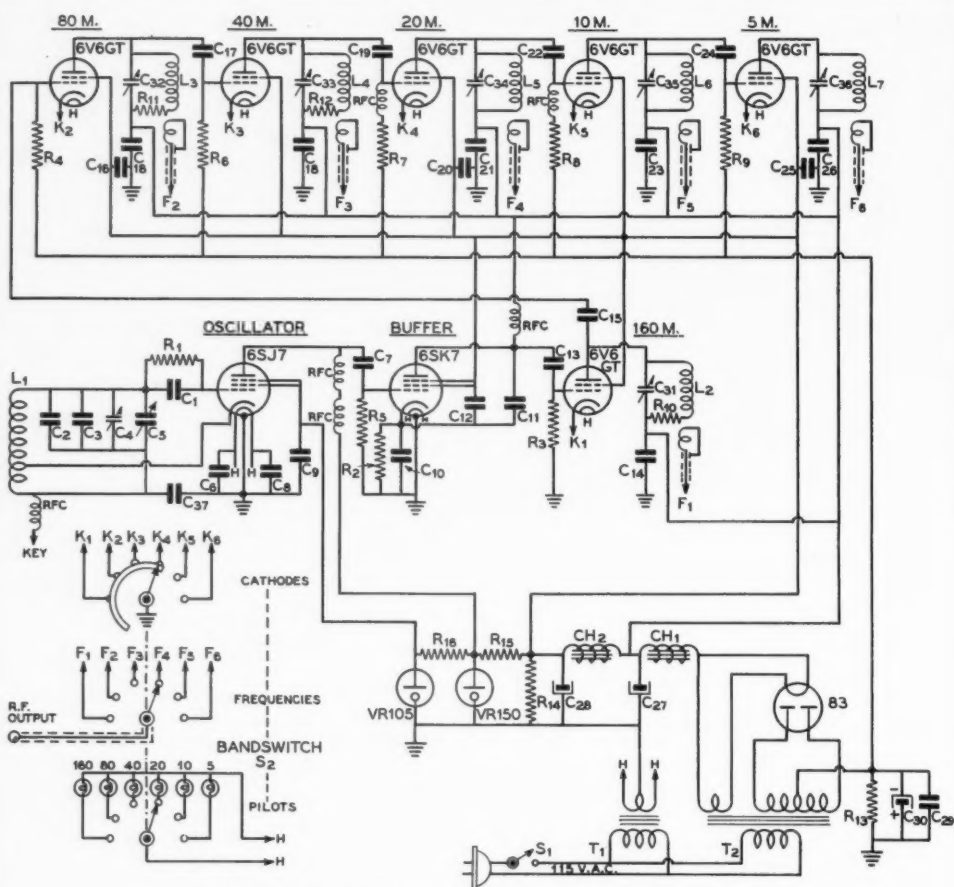 80 M. 40 M. 20 M. 10 M. 5 M.
6V6GT C17 6V6GT C19 6V6GT C22 6V6GT C24 6V6GT
C32 L3 C33 L4 C34 L5 C35 L6 C36 L7
R11 R12 RFC RFC
K2 H K3 H K4 H K5 H K6 H
R4 C16 C18 R6 C18 R7 C20 C21 R8 C23 R9 C25 C26
F2 F3 F4 F5 F6
RFC C15
OSCILLATOR BUFFER 160 M.
R1 6SJ7 6SK7 C13 6V6 GT
L1 C1 RFC C7 C31 L2
C2 C3 C4 C5 RFC R5 H H C12 C11 R3 R10
K1 H
C6 H H C8 C9 R2 C10 C14
RFC C37 F1
KEY
K1 K2 K3 K4 K5 K6
CATHODES
R16 R15 CH2 CH1
F1 F2 F3 F4 F5 F6
FREQUENCIES
VR105 VR150 R14 C28 C27 83
R.F. OUTPUT
BANDSWITCH S2
160 80 40 20 10 5
PILOTS
H H
H
H
R13 - + C30 C29
S1 T1 T2
115 V.A.C.